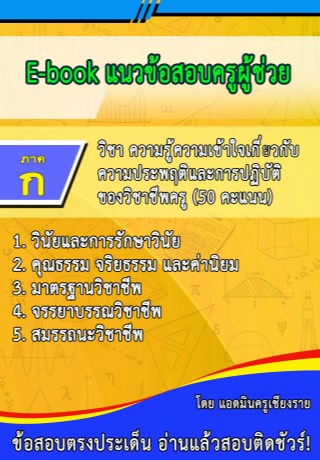 E-book แนวข้อสอบครูผู้ช่วย
ภาค
ก
วิชา ความรู้ความเข้าใจเกี่ยวกับ
ความประพฤติและการปฏิบัติ
ของวิชาชีพครู (50 คะแนน)
1. วินัยและการรักษาวินัย
2. คุณธรรม จริยธรรม และค่านิยม
3. มาตรฐานวิชาชีพ
4. จรรยาบรรณวิชาชีพ
5. สมรรถนะวิชาชีพ
โดย แอดมินครูเชียงราย
ข้อสอบตรงประเด็น อ่านแล้วสอบติดชัวร์!